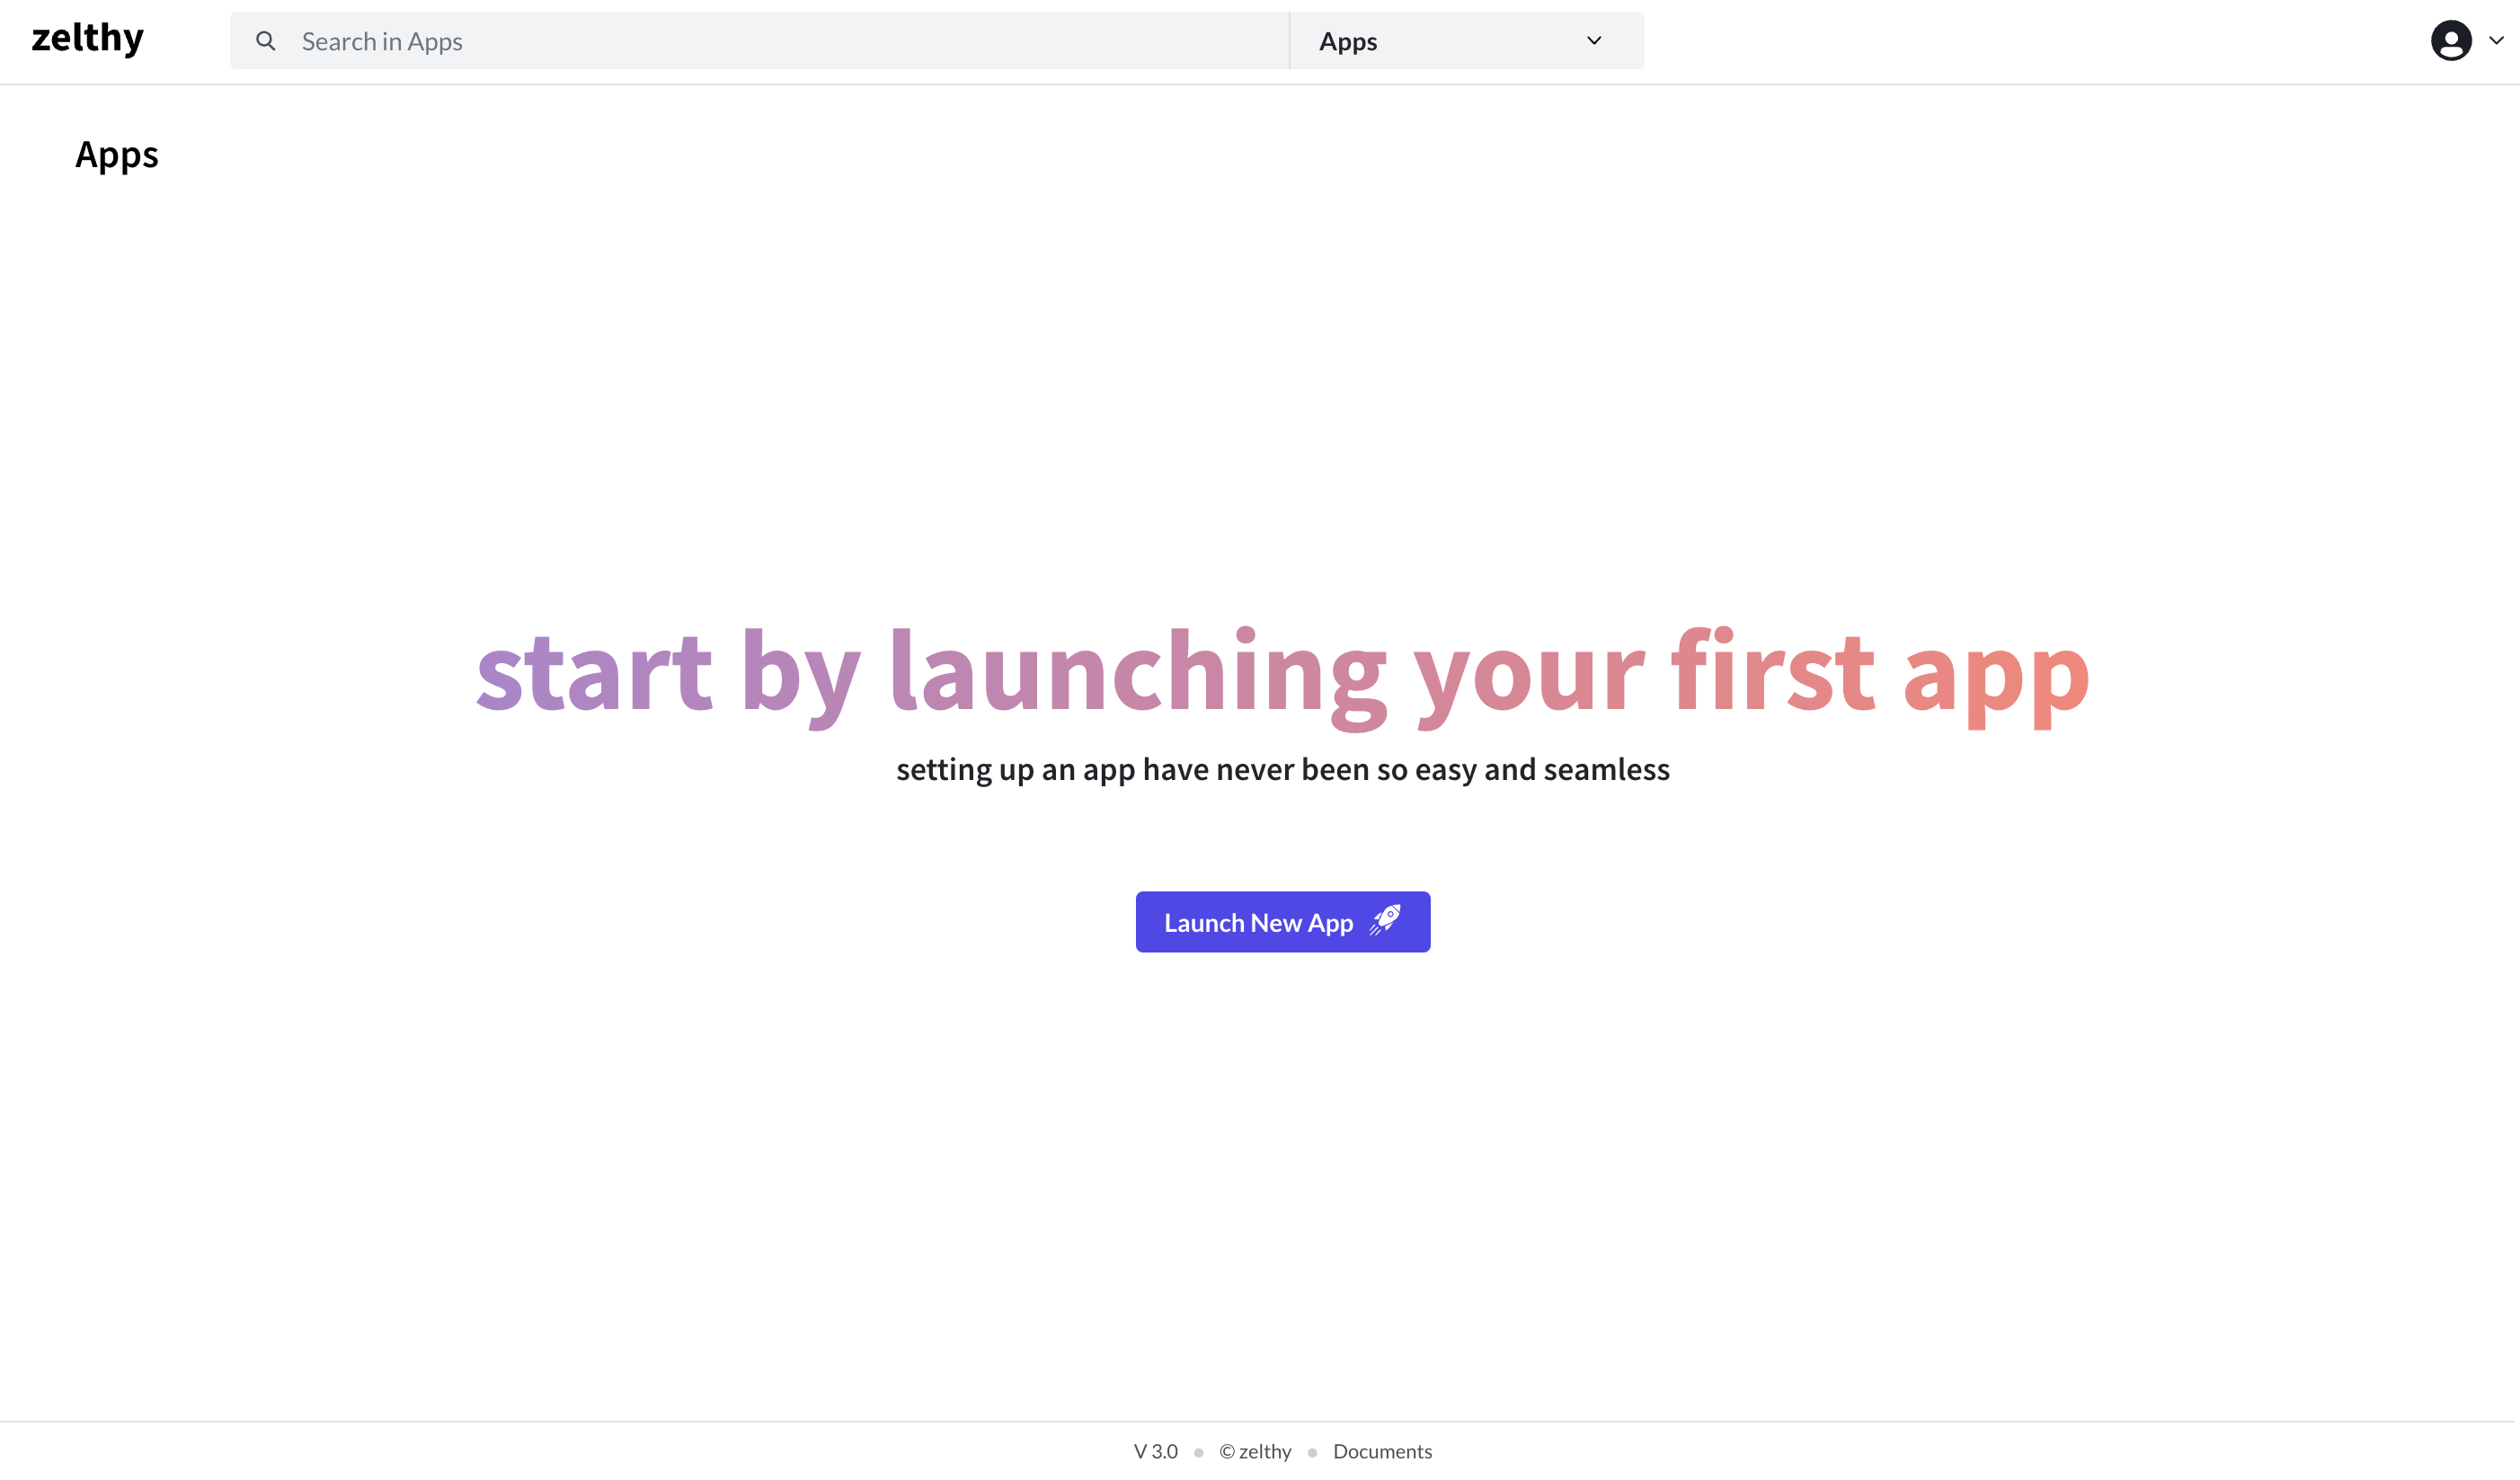 zelthy
Search in Apps
Apps
Apps
start by launching your first app
setting up an app have never been so easy and seamless
Launch New App
V 3.0 • © zelthy • Documents